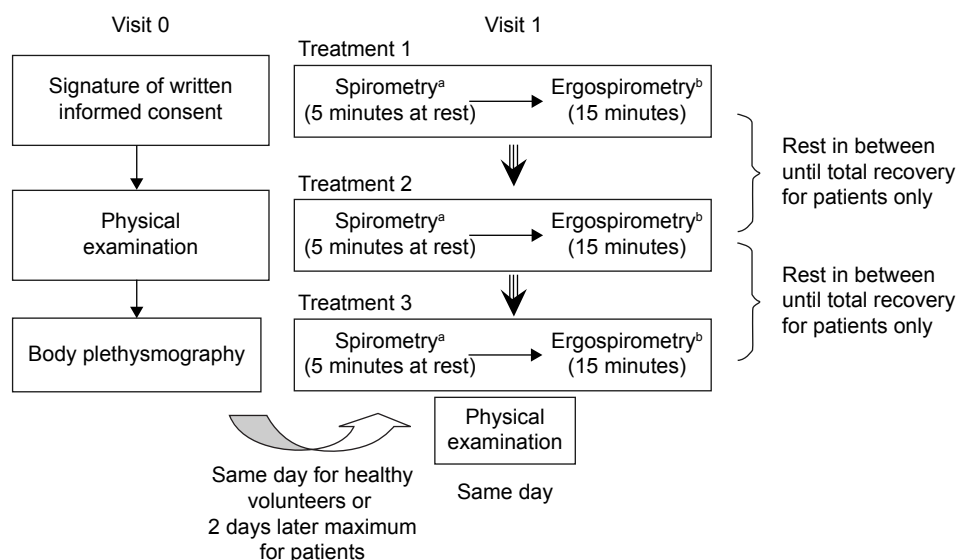 Visit 0
Signature of written
informed consent
Physical
examination
Body plethysmography
Visit 1
Treatment 1
Spirometryᵃ
(5 minutes at rest)
Ergospirometryᵇ
(15 minutes)
Treatment 2
Spirometryᵃ
(5 minutes at rest)
Ergospirometryᵇ
(15 minutes)
Treatment 3
Spirometryᵃ
(5 minutes at rest)
Ergospirometryᵇ
(15 minutes)
Rest in between
until total recovery
for patients only
Rest in between
until total recovery
for patients only
Physical
examination
Same day
Same day for healthy
volunteers or
2 days later maximum
for patients